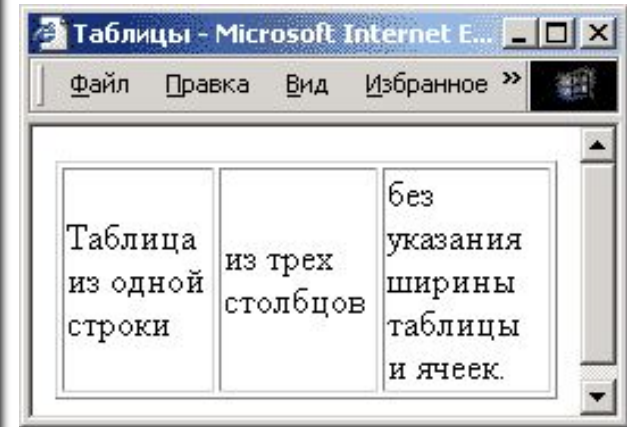 Таблицы - Microsoft Internet E...
Файл Правка Вид Избранное »
Таблица
из одной
строки
из трех
столбцов
без
указания
ширины
таблицы
и ячеек.